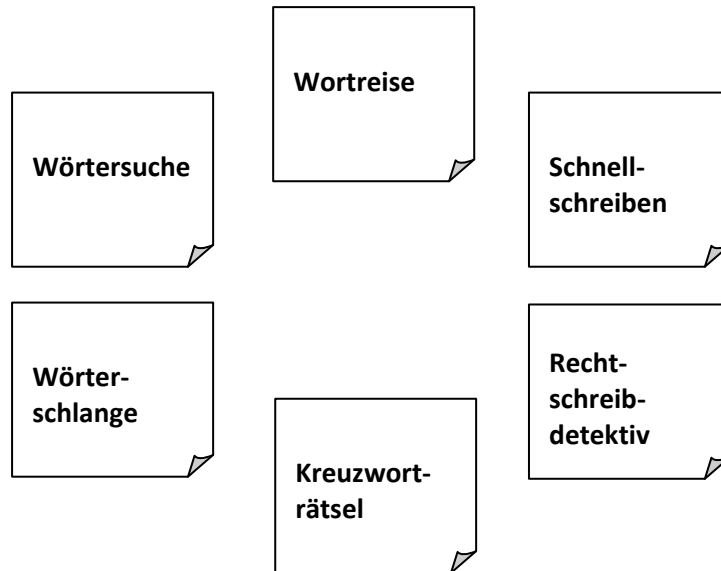 Wortreise
Wörtersuche
Schnell-
schreiben
Wörter-
schlange
Recht-
schreib-
detektiv
Kreuzwort-
rätsel